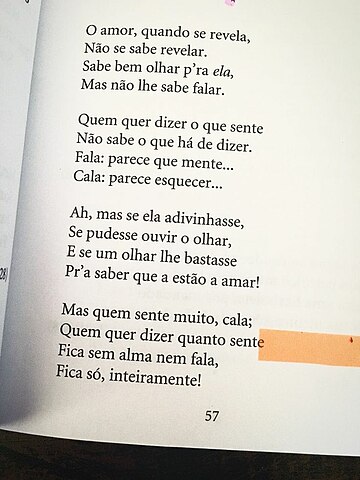 O amor, quando se revela,
Não se sabe revelar.
Sabe bem olhar p'ra ela,
Mas não lhe sabe falar.
Quem quer dizer o que sente
Não sabe o que há de dizer.
Fala: parece que mente...
Cala: parece esquecer...
Ah, mas se ela adivinhasse,
Se pudesse ouvir o olhar,
E se um olhar lhe bastasse
Pr'a saber que a estão a amar!
Mas quem sente muito, cala;
Quem quer dizer quanto sente
Fica sem alma nem fala,
Fica só, inteiramente!
57
28)